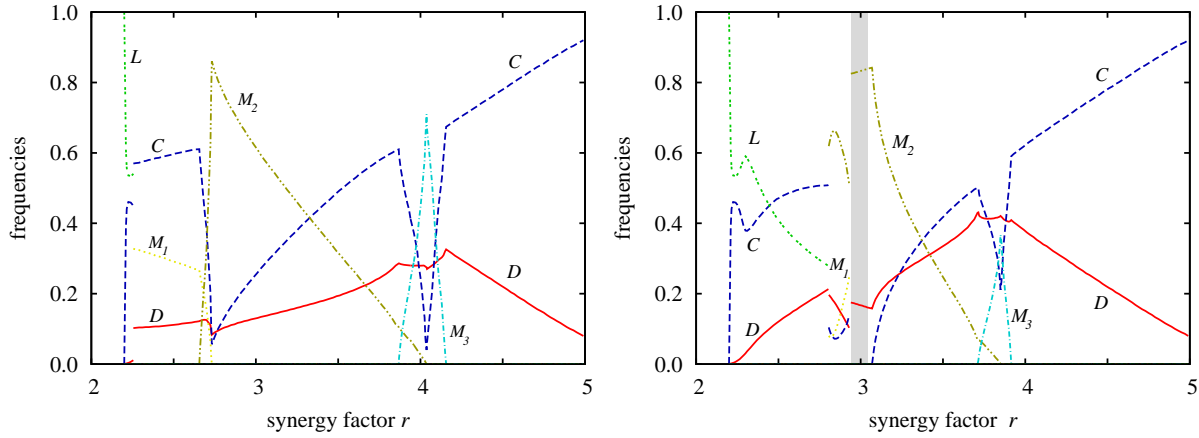 1.0
0.8
0.6
0.4
0.2
0.0
frequencies
L
C
M1
D
M2
M3
C
D
2
3
4
5
synergy factor r
1.0
0.8
0.6
0.4
0.2
0.0
frequencies
L
C
D
M1
M2
M3
C
D
2
3
4
5
synergy factor r